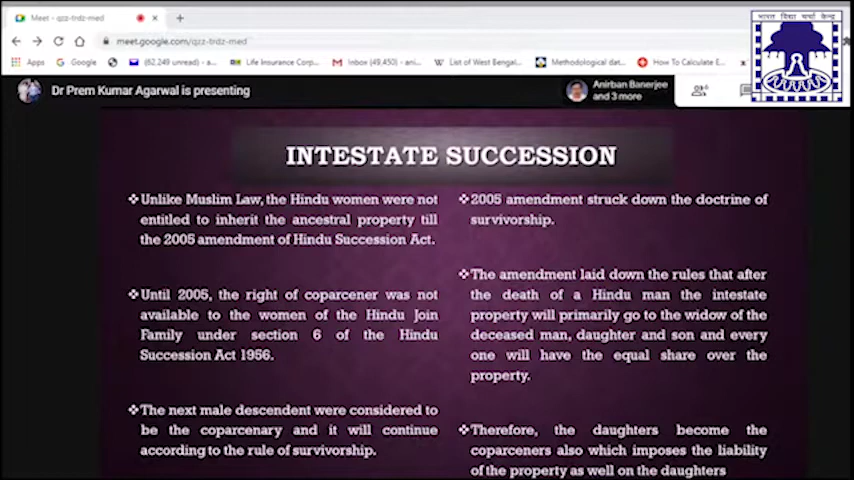 Meet - qzz-trdz-med
meet.google.com/qzz-trdz-med
Apps Google (62,249 unread) - a... Life Insurance Corp... Inbox (49,450) - ani... List of West Bengal... Methodological dat... How To Calculate E...
भारत विद्या चर्चा केन्द्र
Dr Prem Kumar Agarwal is presenting
Anirban Banerjee
and 3 more
INTESTATE SUCCESSION
❖Unlike Muslim Law, the Hindu women were not
entitled to inherit the ancestral property till
the 2005 amendment of Hindu Succession Act.
❖Until 2005, the right of coparcener was not
available to the women of the Hindu Join
Family under section 6 of the Hindu
Succession Act 1956.
❖The next male descendent were considered to
be the coparcenary and it will continue
according to the rule of survivorship.
❖2005 amendment struck down the doctrine of
survivorship.
❖The amendment laid down the rules that after
the death of a Hindu man the intestate
property will primarily go to the widow of the
deceased man, daughter and son and every
one will have the equal share over the
property.
❖Therefore, the daughters become the
coparceners also which imposes the liability
of the property as well on the daughters